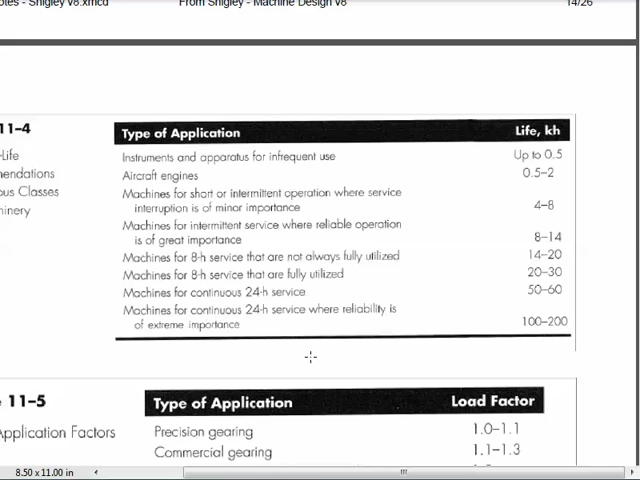 otes - Shigley v8.xmcd From Shigley - Machine Design v8 14/26
11–4 Type of Application Life, kh
-Life Instruments and apparatus for infrequent use Up to 0.5
nendations Aircraft engines 0.5–2
ous Classes Machines for short or intermittent operation where service
hinery interruption is of minor importance 4–8
Machines for intermittent service where reliable operation
is of great importance 8–14
Machines for 8-h service that are not always fully utilized 14–20
Machines for 8-h service that are fully utilized 20–30
Machines for continuous 24-h service 50–60
Machines for continuous 24-h service where reliability is
of extreme importance 100–200
e 11–5 Type of Application Load Factor
Application Factors Precision gearing 1.0–1.1
Commercial gearing 1.1–1.3
8.50 x 11.00 in